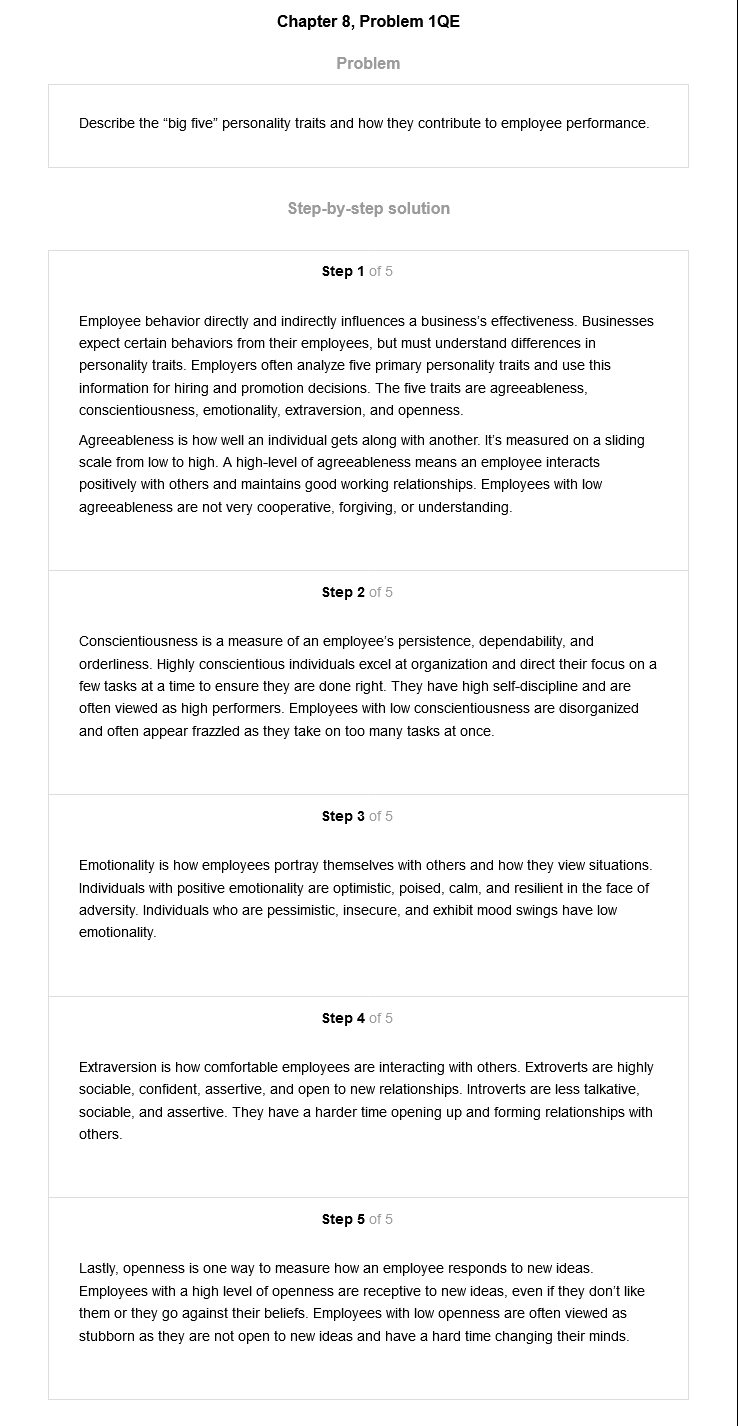 Chapter 8, Problem 1QE
Problem
Describe the “big five” personality traits and how they contribute to employee performance.
Step-by-step solution
Step 1 of 5
Employee behavior directly and indirectly influences a business’s effectiveness. Businesses
expect certain behaviors from their employees, but must understand differences in
personality traits. Employers often analyze five primary personality traits and use this
information for hiring and promotion decisions. The five traits are agreeableness,
conscientiousness, emotionality, extraversion, and openness.
Agreeableness is how well an individual gets along with another. It’s measured on a sliding
scale from low to high. A high-level of agreeableness means an employee interacts
positively with others and maintains good working relationships. Employees with low
agreeableness are not very cooperative, forgiving, or understanding.
Step 2 of 5
Conscientiousness is a measure of an employee’s persistence, dependability, and
orderliness. Highly conscientious individuals excel at organization and direct their focus on a
few tasks at a time to ensure they are done right. They have high self-discipline and are
often viewed as high performers. Employees with low conscientiousness are disorganized
and often appear frazzled as they take on too many tasks at once.
Step 3 of 5
Emotionality is how employees portray themselves with others and how they view situations.
Individuals with positive emotionality are optimistic, poised, calm, and resilient in the face of
adversity. Individuals who are pessimistic, insecure, and exhibit mood swings have low
emotionality.
Step 4 of 5
Extraversion is how comfortable employees are interacting with others. Extroverts are highly
sociable, confident, assertive, and open to new relationships. Introverts are less talkative,
sociable, and assertive. They have a harder time opening up and forming relationships with
others.
Step 5 of 5
Lastly, openness is one way to measure how an employee responds to new ideas.
Employees with a high level of openness are receptive to new ideas, even if they don’t like
them or they go against their beliefs. Employees with low openness are often viewed as
stubborn as they are not open to new ideas and have a hard time changing their minds.